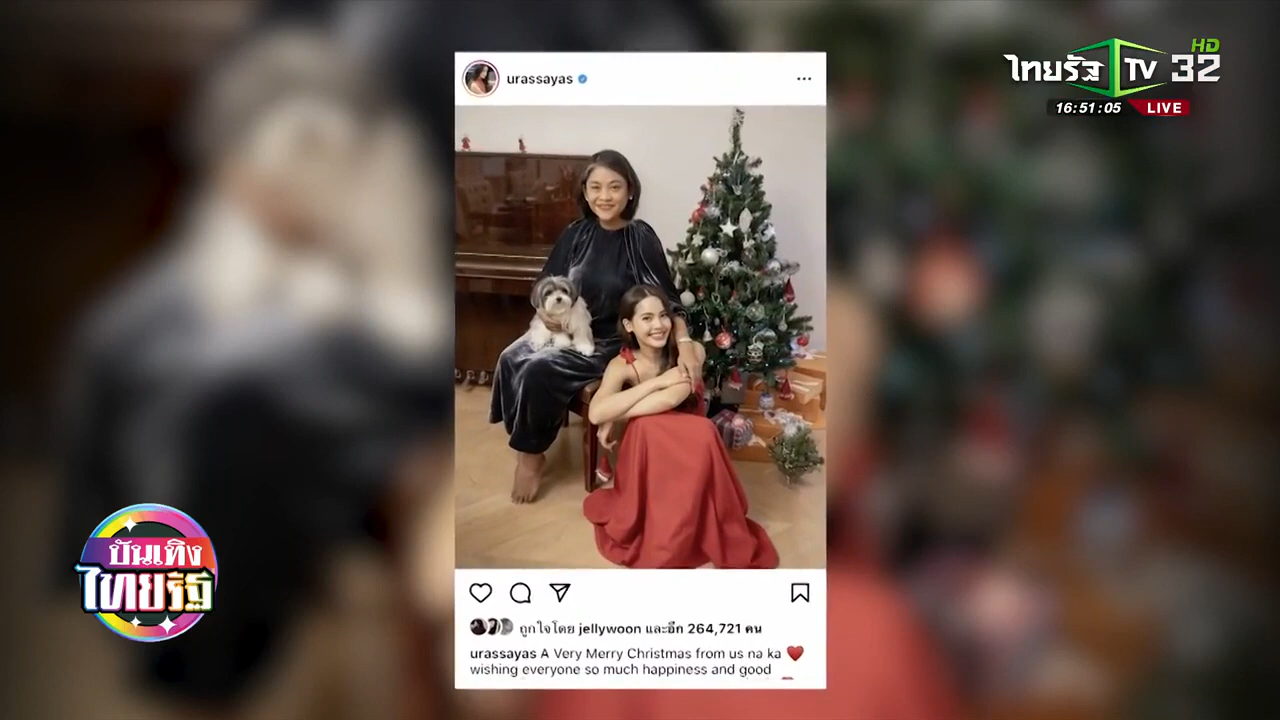 urassayas
ไทยรัฐ TV HD 32
16:51:05 LIVE
บันเทิง
ไทยรัฐ
ถูกใจโดย jellywoon และอีก 264,721 คน
urassayas A Very Merry Christmas from us na ka ❤️
wishing everyone so much happiness and good